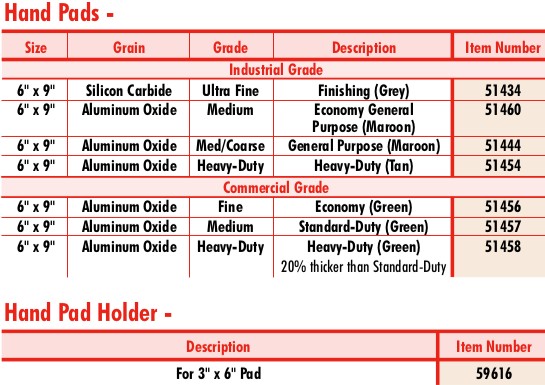 Hand Pads -
Size Grain Grade Description Item Number
Industrial Grade
6" x 9" Silicon Carbide Ultra Fine Finishing (Grey) 51434
6" x 9" Aluminum Oxide Medium Economy General 51460
Purpose (Maroon)
6" x 9" Aluminum Oxide Med/Coarse General Purpose (Maroon) 51444
6" x 9" Aluminum Oxide Heavy-Duty Heavy-Duty (Tan) 51454
Commercial Grade
6" x 9" Aluminum Oxide Fine Economy (Green) 51456
6" x 9" Aluminum Oxide Medium Standard-Duty (Green) 51457
6" x 9" Aluminum Oxide Heavy-Duty Heavy-Duty (Green) 51458
20% thicker than Standard-Duty
Hand Pad Holder -
Description Item Number
For 3" x 6" Pad 59616